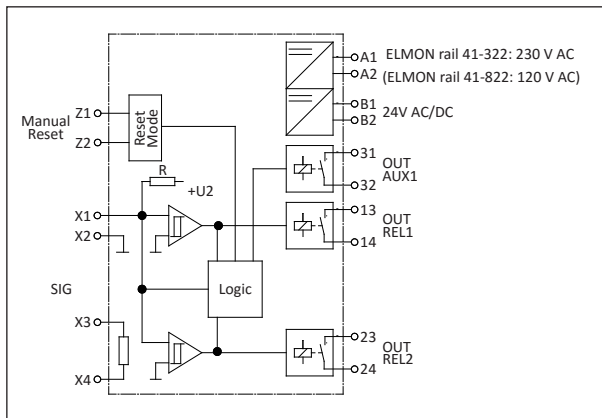 A1 ELMON rail 41-322: 230 V AC
A2 (ELMON rail 41-822: 120 V AC)
B1
B2
24V AC/DC
Manual
Reset
Z1
Z2
Reset
Mode
31
32
OUT
AUX1
R
+U2
X1
X2
13
14
OUT
REL1
SIG
Logic
X3
X4
23
24
OUT
REL2